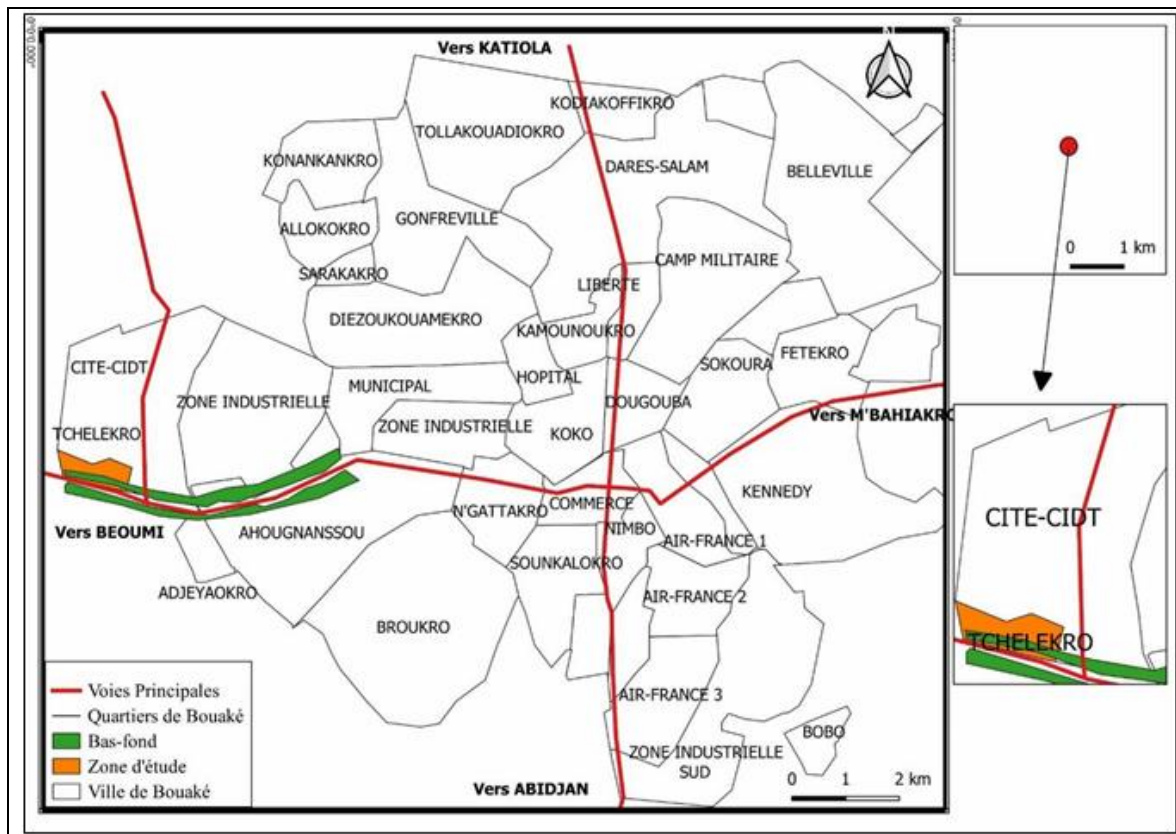 Vers KATIOLA
KODIAKOFFIKRO
TOLLAKOUADIOKRO
KONANKANKRO
DARES-SALAM
BELLEVILLE
GONFREVILLE
ALLOKOKRO
SARAKAKRO
CAMP MILITAIRE
LIBERTE
DIEZOUKOUAMEKRO
KAMOUNOUKRO
CITE-CIDT
SOKOURA
FETEKRO
HOPITAL
MUNICIPAL
ZONE INDUSTRIELLE
DOUGOUBA
Vers M'BAHIAKRO
TCHELEKRO
ZONE INDUSTRIELLE
KOKO
KENNEDY
N'GATTAKRO
COMMERCE
NIMBO
Vers BEOUMI
AHOUGNANSSOU
AIR-FRANCE 1
SOUNKALOKRO
ADJEYAOKRO
AIR-FRANCE 2
BROUKRO
AIR-FRANCE 3
BOBO
ZONE INDUSTRIELLE
SUD
Vers ABIDJAN
0 1 2 km
Voies Principales
Quartiers de Bouaké
Bas-fond
Zone d'étude
Ville de Bouaké
0 1 km
CITE-CIDT
TCHELEKRO